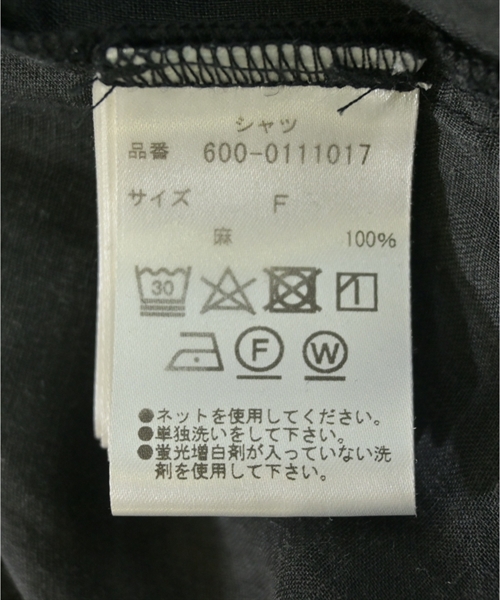 シャツ
品番 600-0111017
サイズ F
麻 100%
30
F W
●ネットを使用してください。
●単独洗いをして下さい。
●蛍光増白剤が入っていない洗
剤を使用して下さい。